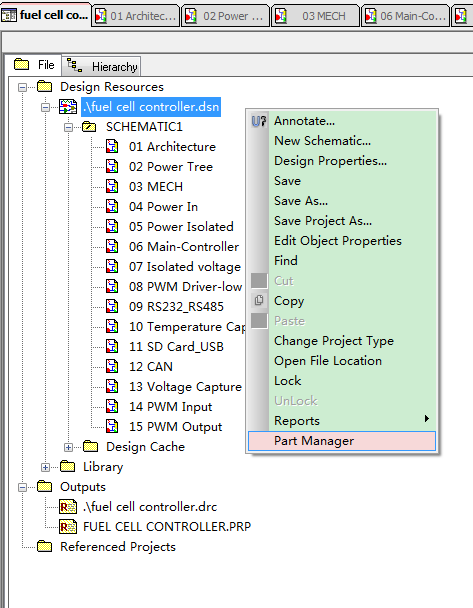 fuel cell co...
01 Architec...
02 Power ...
03 MECH
06 Main-Co...
File
Hierarchy
Design Resources
.\fuel cell controller.dsn
SCHEMATIC1
01 Architecture
02 Power Tree
03 MECH
04 Power In
05 Power Isolated
06 Main-Controller
07 Isolated voltage
08 PWM Driver-low
09 RS232_RS485
10 Temperature Cap
11 SD Card_USB
12 CAN
13 Voltage Capture
14 PWM Input
15 PWM Output
Design Cache
Library
Outputs
.\fuel cell controller.drc
FUEL CELL CONTROLLER.PRP
Referenced Projects
U? Annotate...
New Schematic...
Design Properties...
Save
Save As...
Save Project As...
Edit Object Properties
Find
Cut
Copy
Paste
Change Project Type
Open File Location
Lock
UnLock
Reports
Part Manager